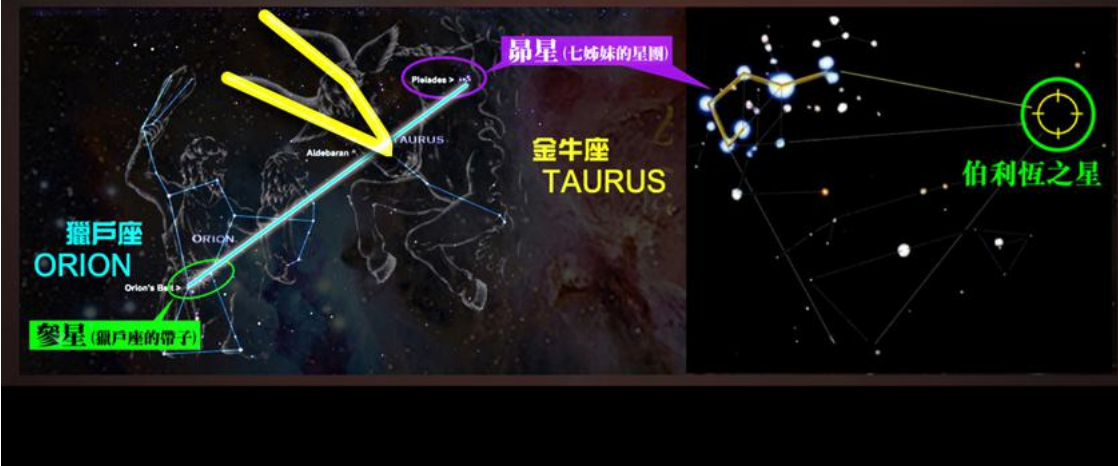 昴星(七姊妹的星團)
Pleiades >
TAURUS
Aldebaran ^
金牛座
TAURUS
伯利恆之星
獵戶座
ORION
ORION
Orion's Belt >
參星(獵戶座的帶子)